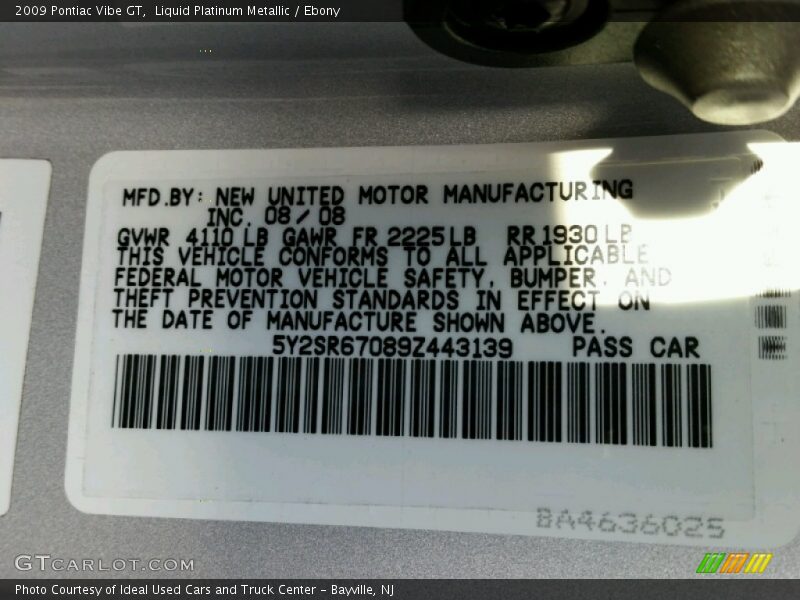 2009 Pontiac Vibe GT,  Liquid Platinum Metallic / Ebony
MFD.BY: NEW UNITED MOTOR MANUFACTURING
INC. 08/08
GVWR 4110 LB GAWR FR 2225 LB RR 1930 LB
THIS VEHICLE CONFORMS TO ALL APPLICABLE
FEDERAL MOTOR VEHICLE SAFETY, BUMPER, AND
THEFT PREVENTION STANDARDS IN EFFECT ON
THE DATE OF MANUFACTURE SHOWN ABOVE.
5Y2SR67089Z443139 PASS CAR
BA4636025
GTCARLOT.COM
Photo Courtesy of Ideal Used Cars and Truck Center - Bayville, NJ